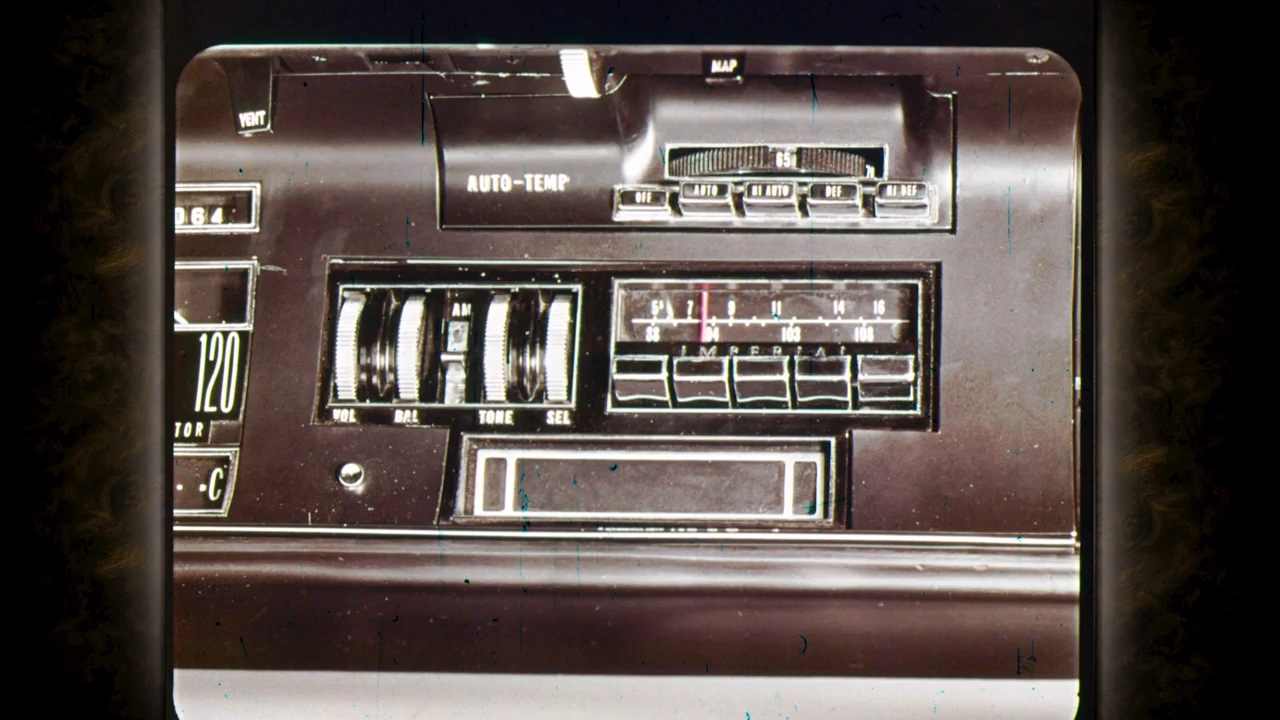 MAP
VENT
65
AUTO-TEMP
OFF AUTO HI AUTO DEF HI DEF
064
AM
7 9 11 14 16
88 94 103 108
IMPERIAL
120
VOL BAL TONE SEL
TOR
C